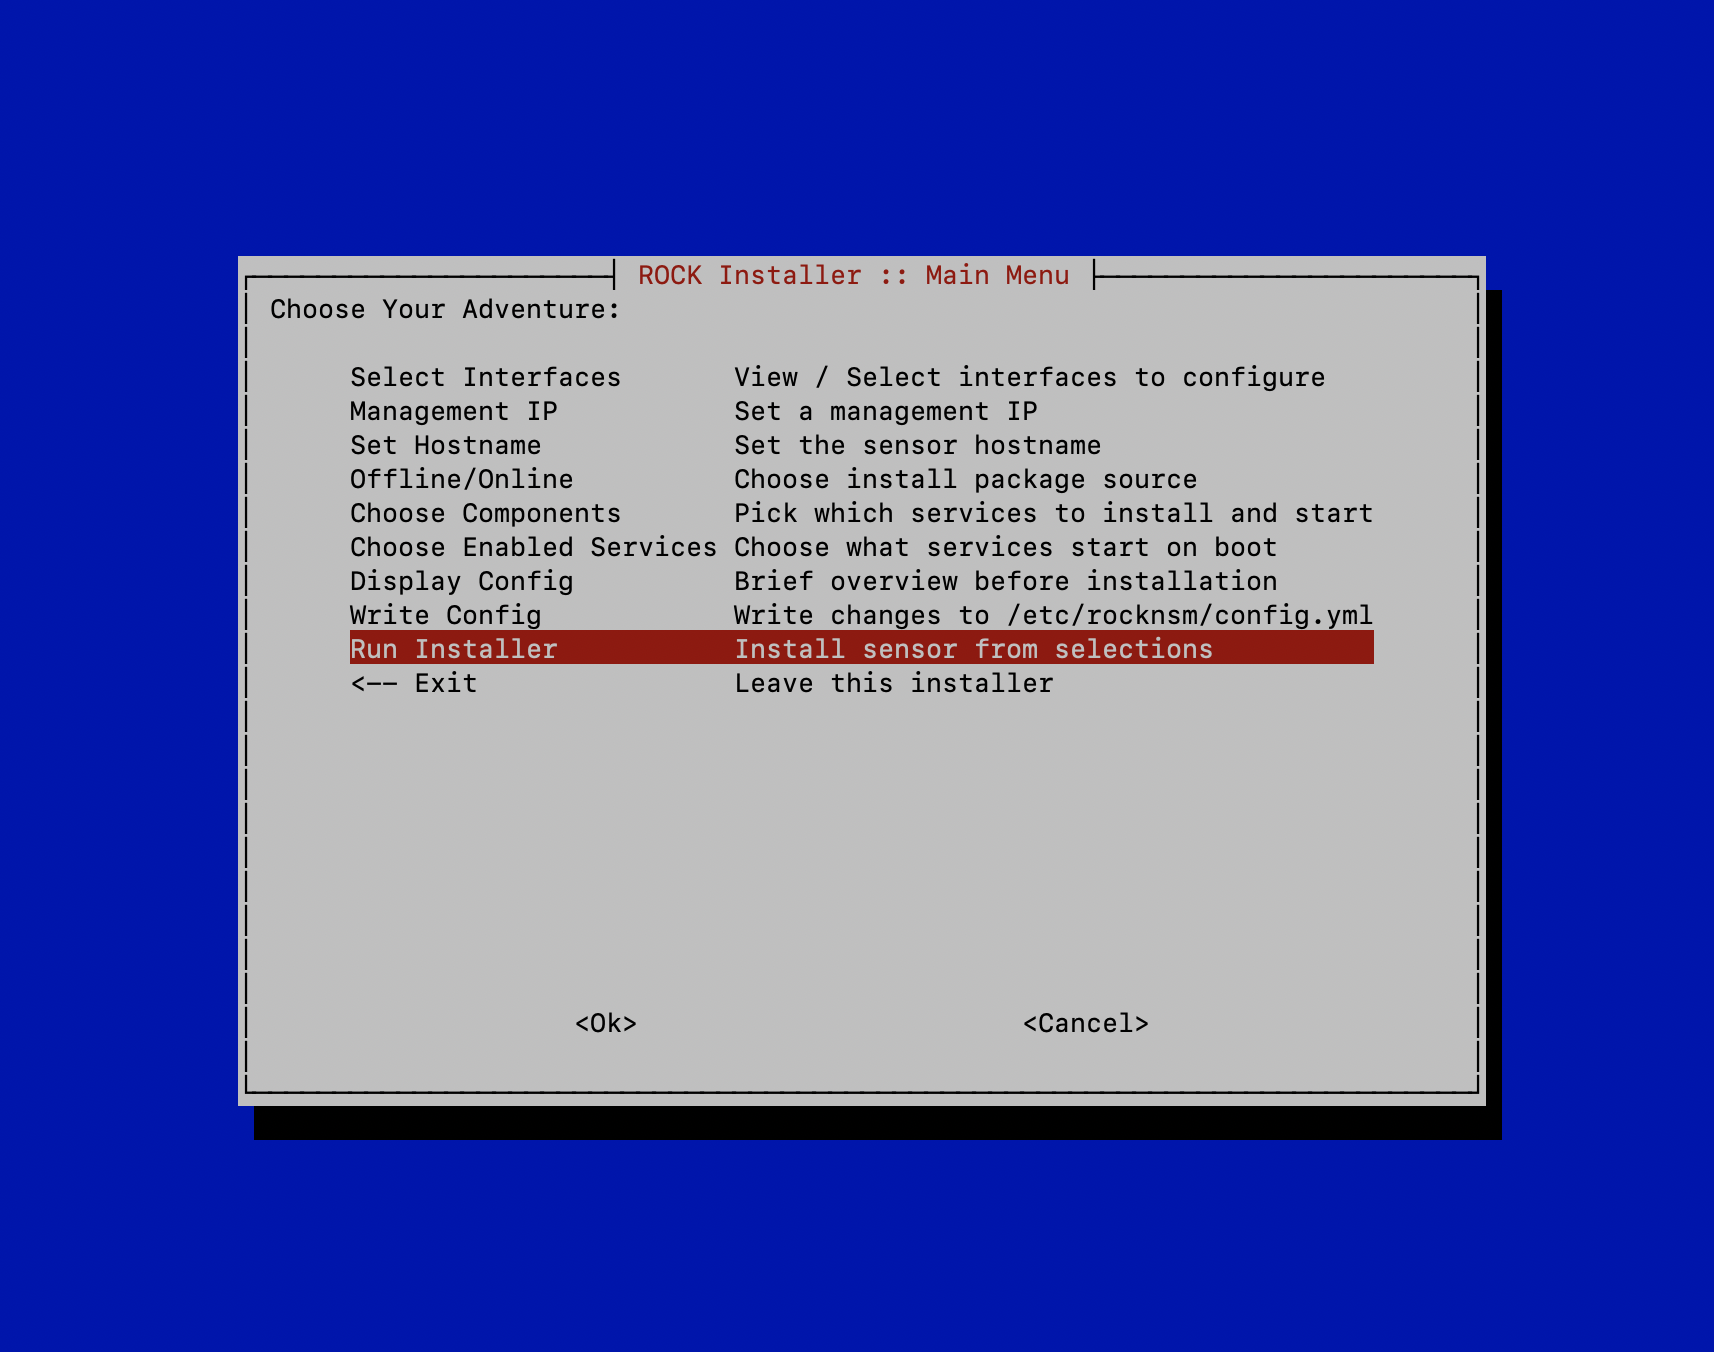 ROCK Installer :: Main Menu
Choose Your Adventure:
Select Interfaces View / Select interfaces to configure
Management IP Set a management IP
Set Hostname Set the sensor hostname
Offline/Online Choose install package source
Choose Components Pick which services to install and start
Choose Enabled Services Choose what services start on boot
Display Config Brief overview before installation
Write Config Write changes to /etc/rocknsm/config.yml
Run Installer Install sensor from selections
<-- Exit Leave this installer
<Ok> <Cancel>